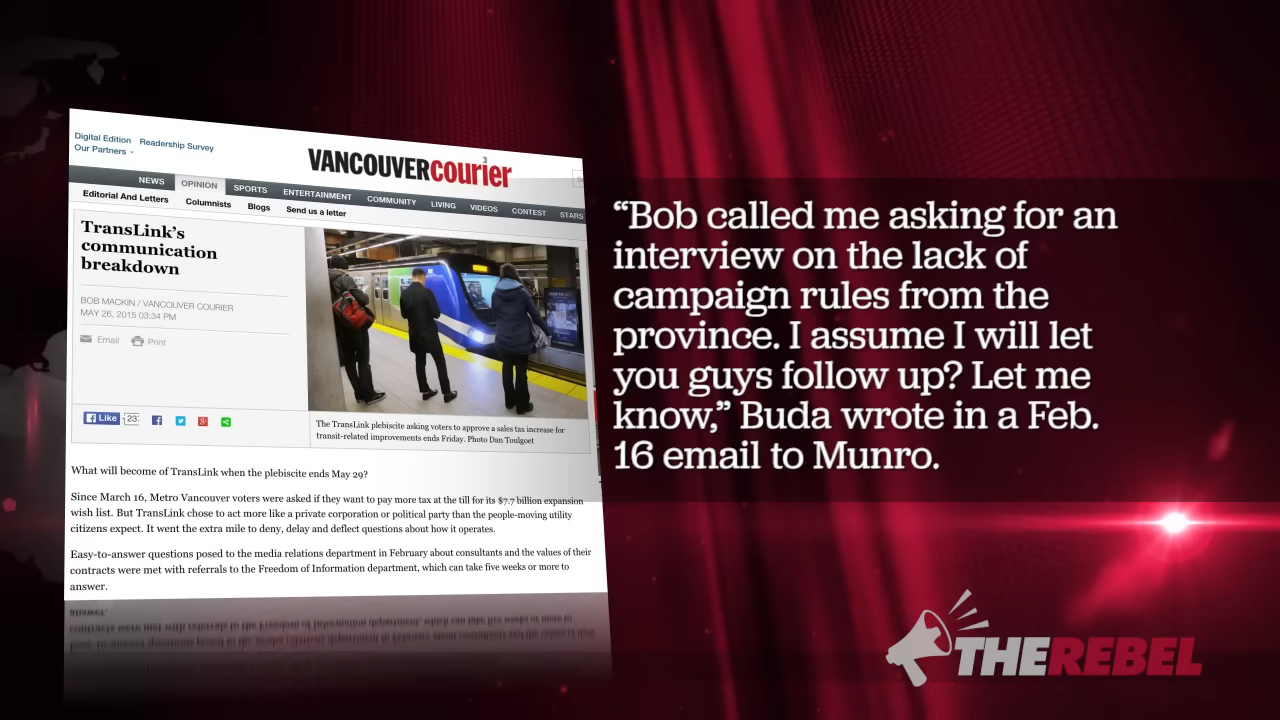 Digital Edition Readership Survey
Our Partners
VANCOUVERcourier
NEWS OPINION SPORTS ENTERTAINMENT COMMUNITY LIVING VIDEOS CONTEST STARS
Editorial And Letters Columnists Blogs Send us a letter
TransLink's
communication
breakdown
BOB MACKIN / VANCOUVER COURIER
MAY 26, 2015 03:34 PM
Email Print
Like 23
The TransLink plebiscite asking voters to approve a sales tax increase for
transit-related improvements ends Friday. Photo Dan Toulgoet
What will become of TransLink when the plebiscite ends May 29?
Since March 16, Metro Vancouver voters were asked if they want to pay more tax at the till for its $7.7 billion expansion
wish list. But TransLink chose to act more like a private corporation or political party than the people-moving utility
citizens expect. It went the extra mile to deny, delay and deflect questions about how it operates.
Easy-to-answer questions posed to the media relations department in February about consultants and the values of their
contracts were met with referrals to the Freedom of Information department, which can take five weeks or more to
answer.
“Bob called me asking for an
interview on the lack of
campaign rules from the
province. I assume I will let
you guys follow up? Let me
know,” Buda wrote in a Feb.
16 email to Munro.
THEREBEL